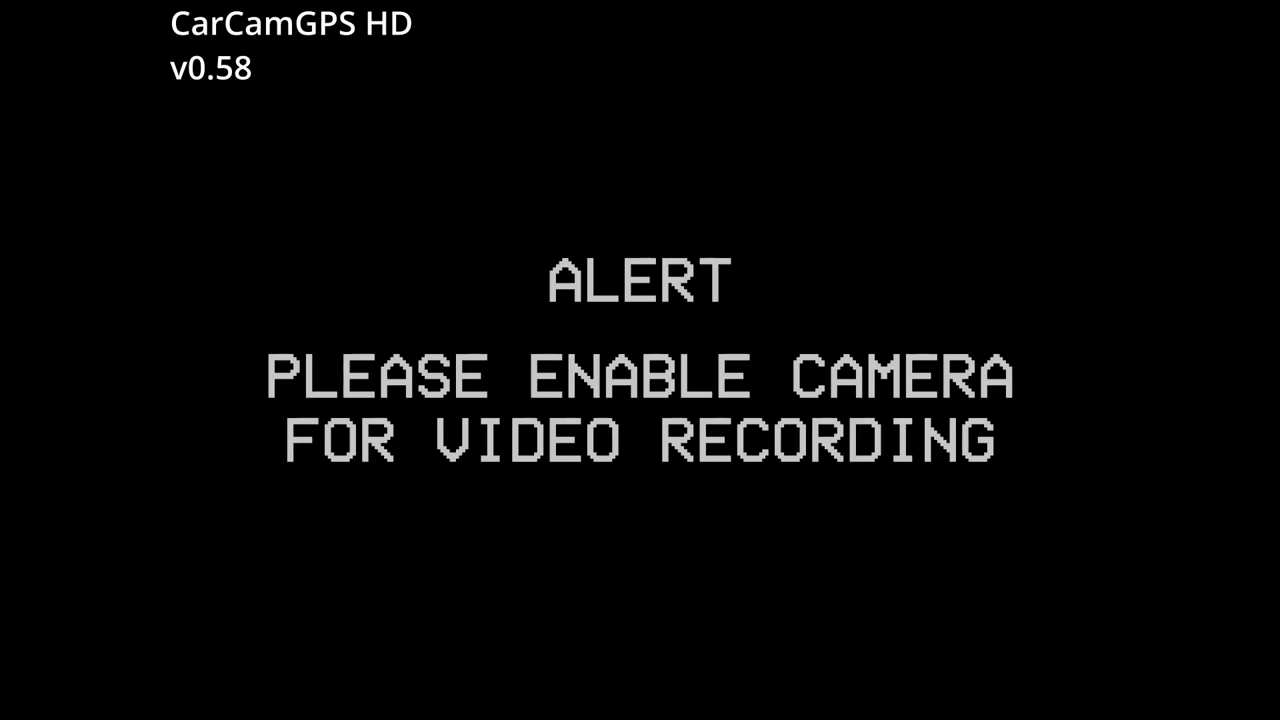 CarCamGPS HD
v0.58
ALERT
PLEASE ENABLE CAMERA
FOR VIDEO RECORDING